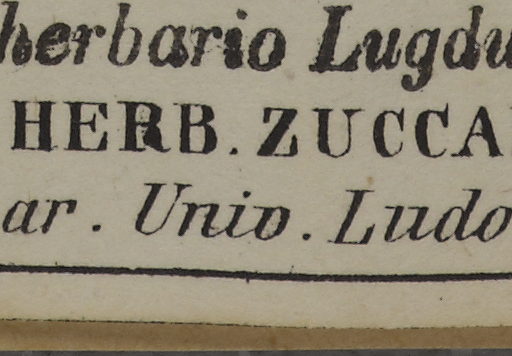 herbario Lugdu
HERB. ZUCCA
ar. Univ. Ludo